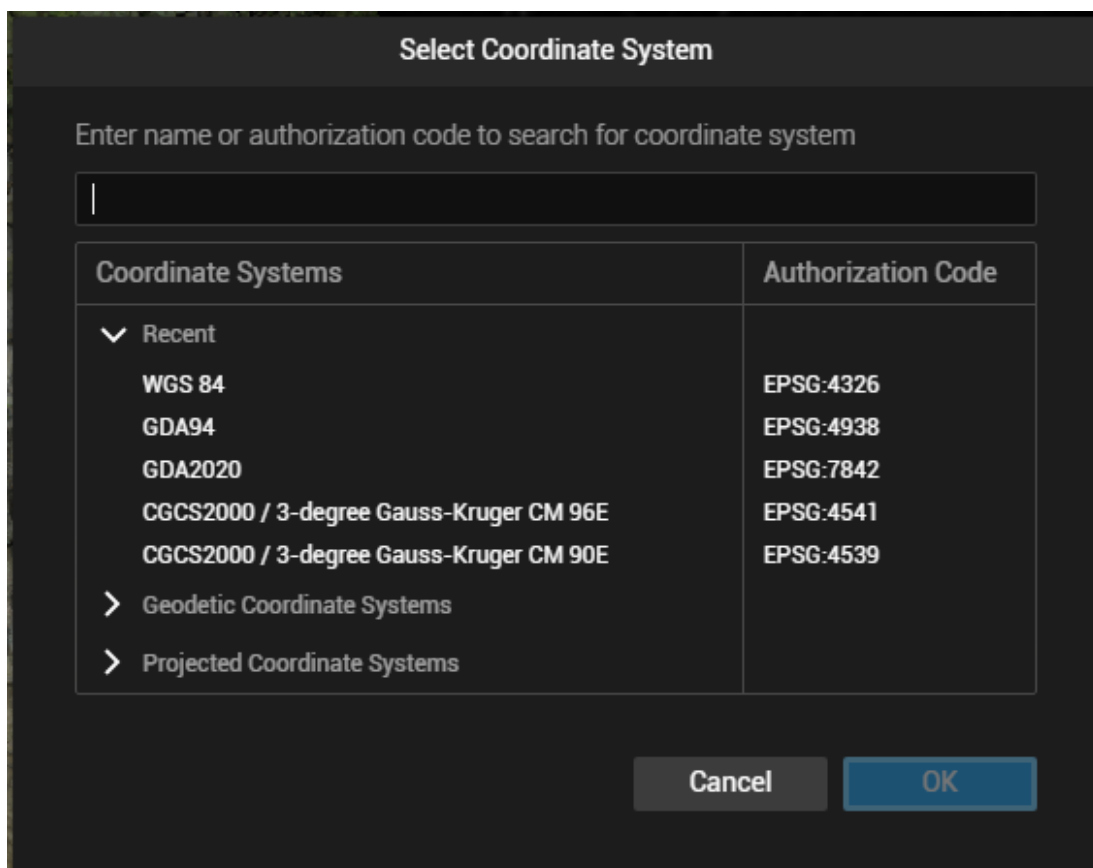 Select Coordinate System
Enter name or authorization code to search for coordinate system
Coordinate Systems Authorization Code
Recent
WGS 84 EPSG:4326
GDA94 EPSG:4938
GDA2020 EPSG:7842
CGCS2000 / 3-degree Gauss-Kruger CM 96E EPSG:4541
CGCS2000 / 3-degree Gauss-Kruger CM 90E EPSG:4539
Geodetic Coordinate Systems
Projected Coordinate Systems
Cancel OK